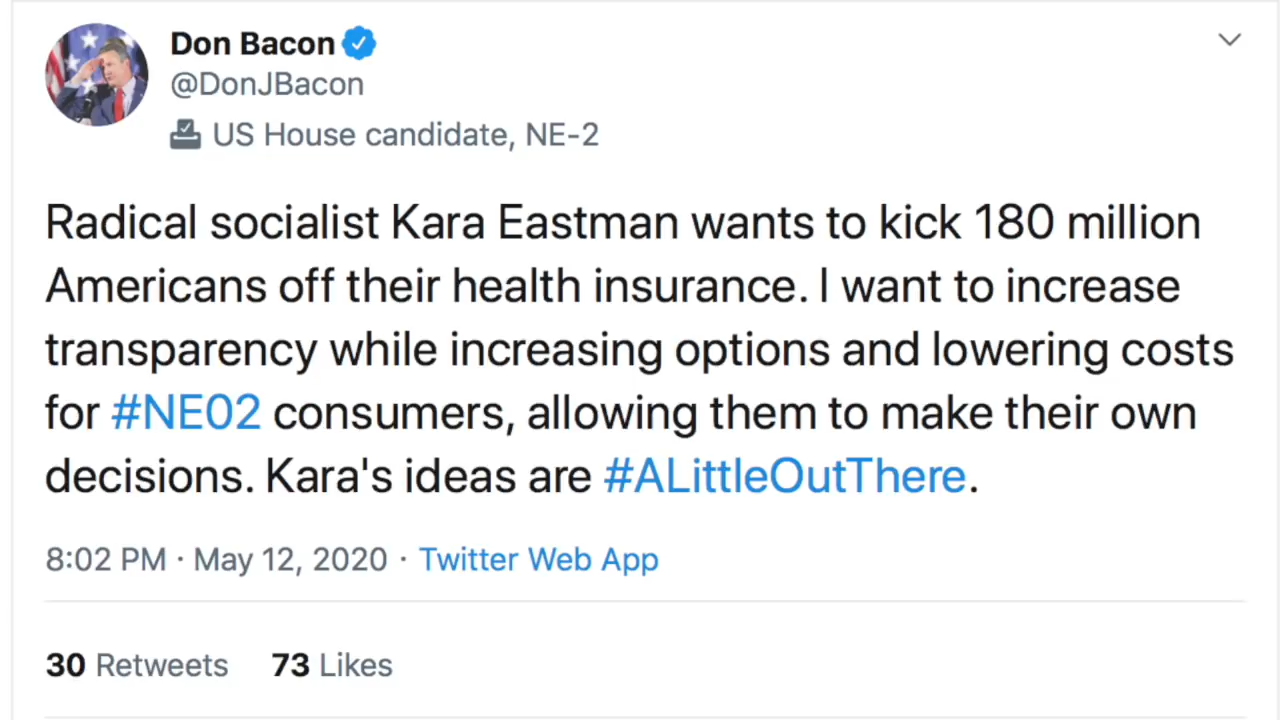 Don Bacon
@DonJBacon
US House candidate, NE-2
Radical socialist Kara Eastman wants to kick 180 million
Americans off their health insurance. I want to increase
transparency while increasing options and lowering costs
for #NE02 consumers, allowing them to make their own
decisions. Kara's ideas are #ALittleOutThere.
8:02 PM · May 12, 2020 · Twitter Web App
30 Retweets 73 Likes